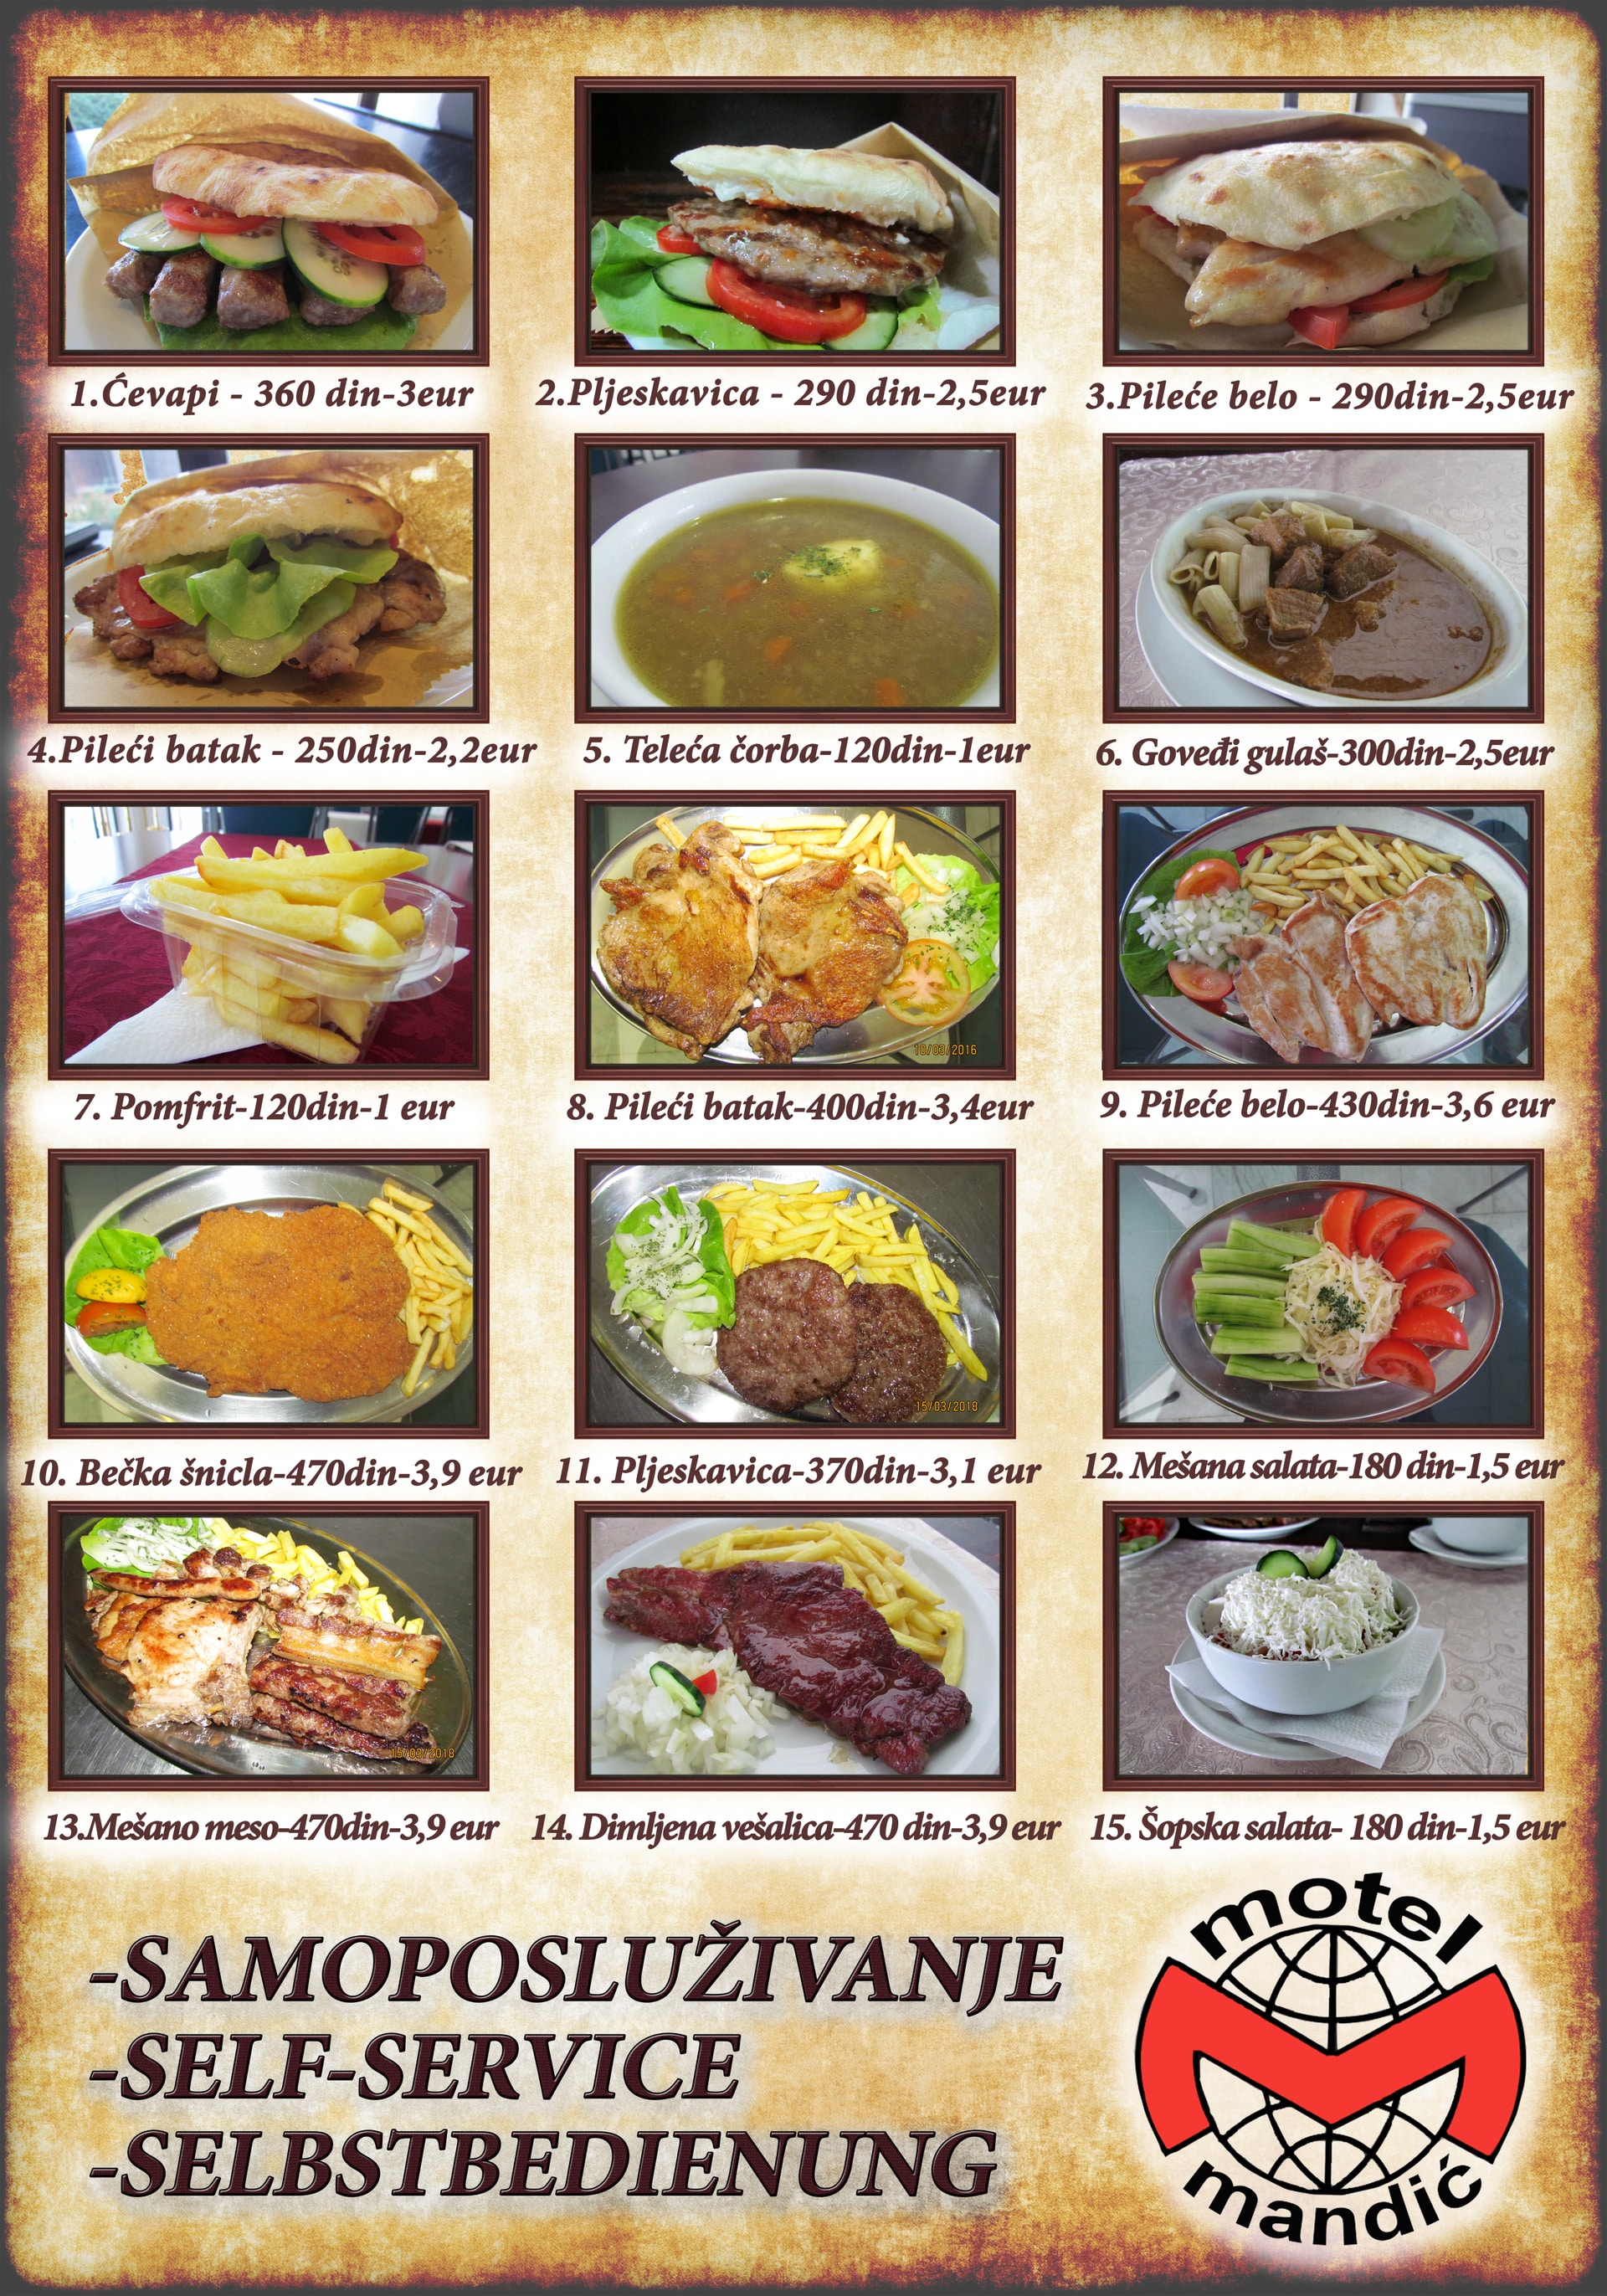 1.Ćevapi - 360 din-3eur
2.Pljeskavica - 290 din-2,5eur
3.Pileće belo - 290din-2,5eur
4.Pileći batak - 250din-2,2eur
5. Teleća čorba-120din-1eur
6. Goveđi gulaš-300din-2,5eur
7. Pomfrit-120din-1 eur
10/03/2016
8. Pileći batak-400din-3,4eur
9. Pileće belo-430din-3,6 eur
10. Bečka šnicla-470din-3,9 eur
15/03/2018
11. Pljeskavica-370din-3,1 eur
12. Mešana salata-180 din-1,5 eur
15/03/2018
13.Mešano meso-470din-3,9 eur
14. Dimljena vešalica-470 din-3,9 eur
15. Šopska salata- 180 din-1,5 eur
-SAMOPOSLUŽIVANJE
-SELF-SERVICE
-SELBSTBEDIENUNG
motel
M
mandić